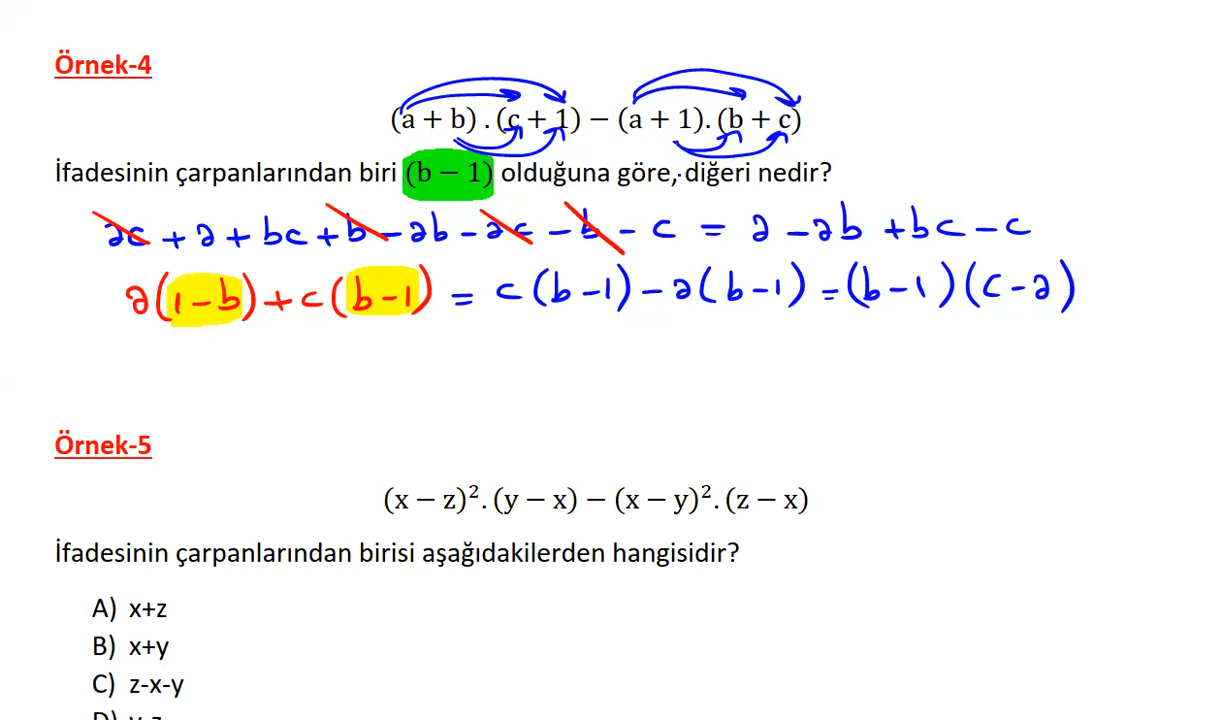 Örnek-4
(a + b) . (c + 1) − (a + 1). (b + c)
İfadesinin çarpanlarından biri (b − 1) olduğuna göre, diğeri nedir?
ac + a + bc + b - ab - ac - b - c = a - ab + bc - c
a(1-b) + c(b-1) = c(b-1) - a(b-1) = (b-1)(c-a)
Örnek-5
(x − z)². (y − x) − (x − y)². (z − x)
İfadesinin çarpanlarından birisi aşağıdakilerden hangisidir?
A) x+z
B) x+y
C) z-x-y